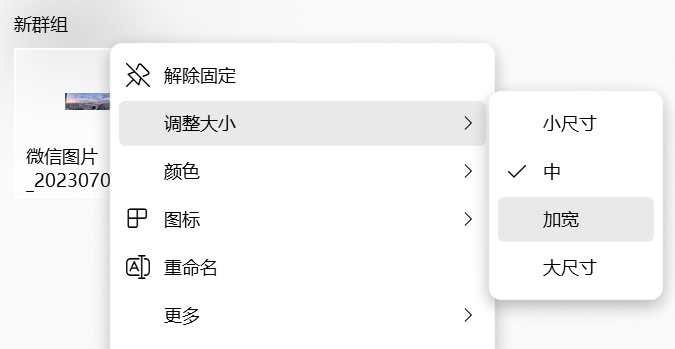 新群组
微信图片
_2023070
解除固定
调整大小
颜色
图标
重命名
更多
小尺寸
中
加宽
大尺寸